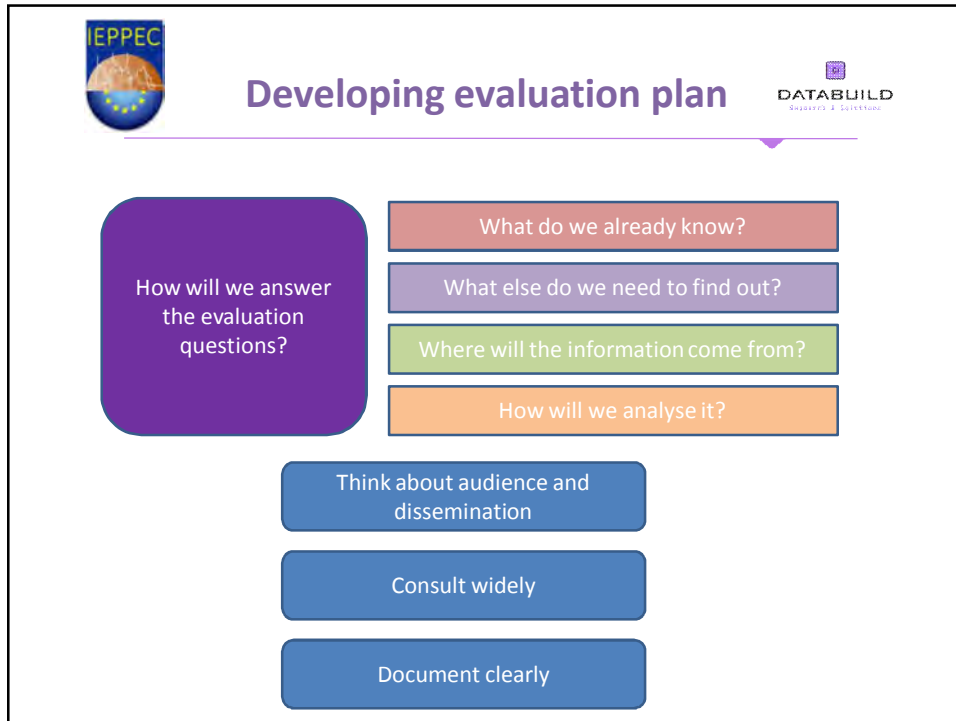 IEPPEC
Developing evaluation plan
DATABUILD
How will we answer
the evaluation
questions?
What do we already know?
What else do we need to find out?
Where will the information come from?
How will we analyse it?
Think about audience and
dissemination
Consult widely
Document clearly